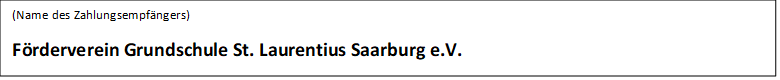 (Name des Zahlungsempfängers)
Förderverein Grundschule St. Laurentius Saarburg e.V.